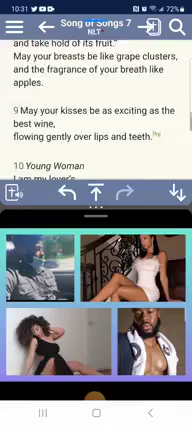 10:31
72%
Song of Songs 7
NLT
and take hold of its fruit."
May your breasts be like grape clusters,
and the fragrance of your breath like
apples.
9 May your kisses be as exciting as the
best wine,
flowing gently over lips and teeth.
10 Young Woman
I am my lover's